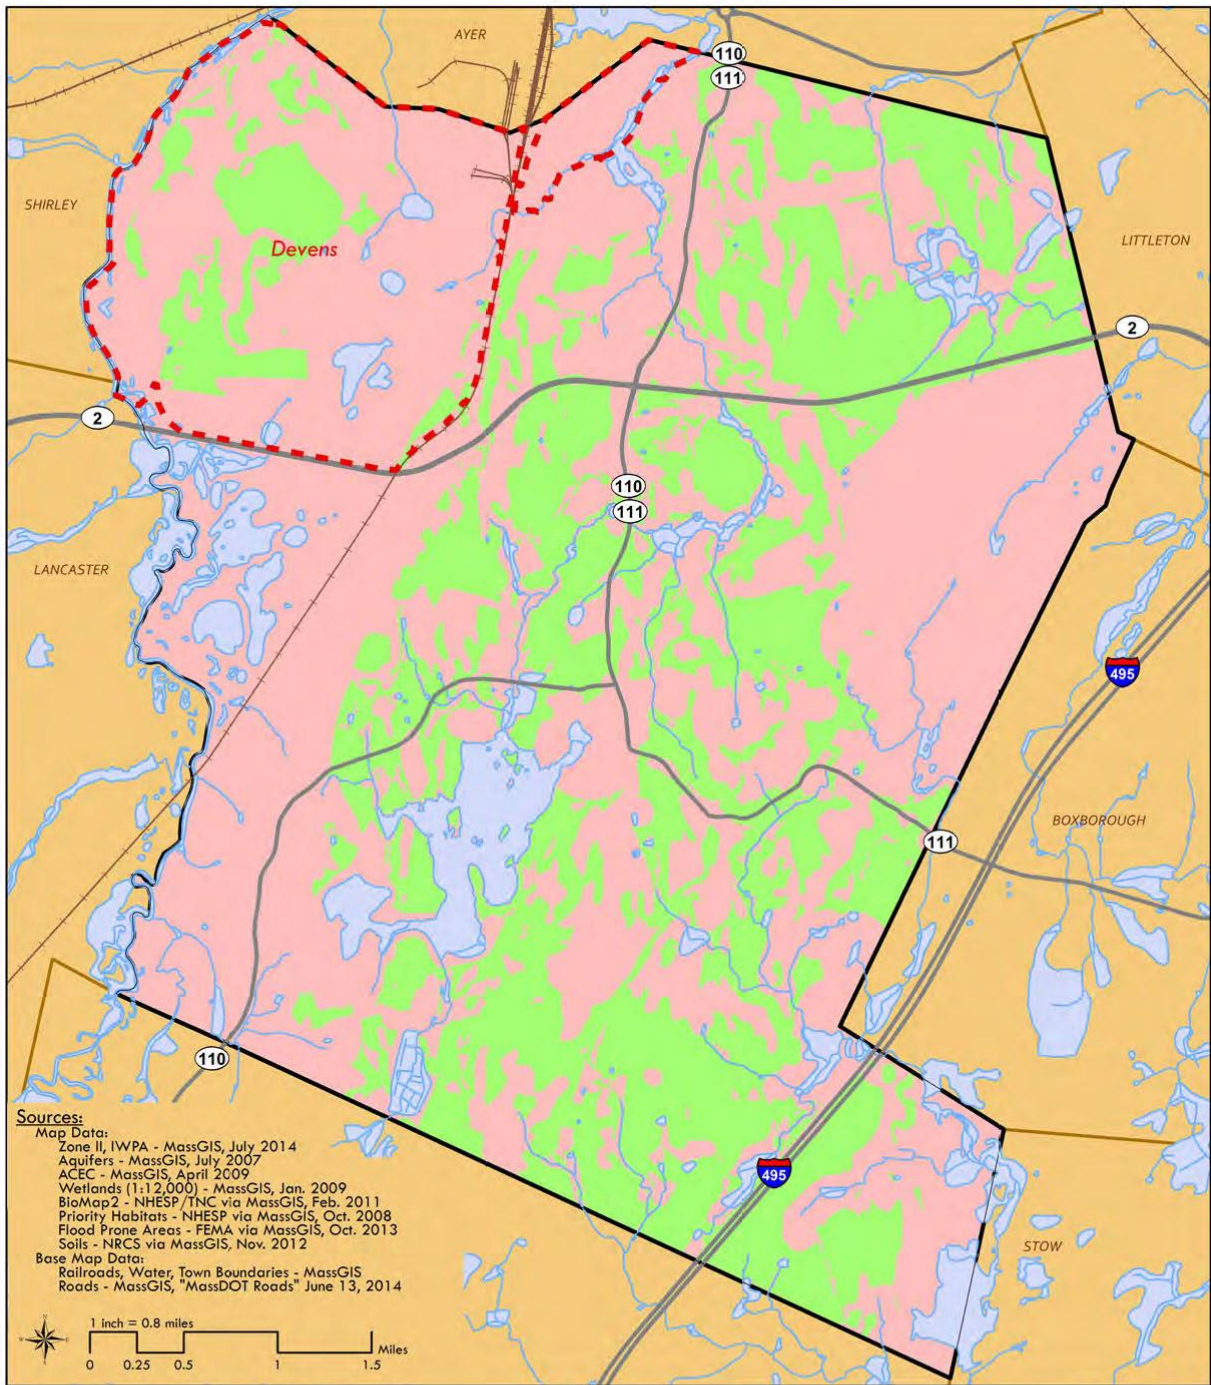 AYER
110
111
SHIRLEY
Devens
LITTLETON
2
2
110
111
LANCASTER
495
BOXBOROUGH
111
110
Sources:
Map Data:
Zone II, IWPA - MassGIS, July 2014
Aquifers - MassGIS, July 2007
ACEC - MassGIS, April 2009
Wetlands (1:12,000) - MassGIS, Jan. 2009
BioMap2 - NHESP/TNC via MassGIS, Feb. 2011
Priority Habitats - NHESP via MassGIS, Oct. 2008
Flood Prone Areas - FEMA via MassGIS, Oct. 2013
Soils - NRCS via MassGIS, Nov. 2012
Base Map Data:
Railroads, Water, Town Boundaries - MassGIS
Roads - MassGIS, "MassDOT Roads" June 13, 2014
495
STOW
1 inch = 0.8 miles
Miles
0 0.25 0.5 1 1.5